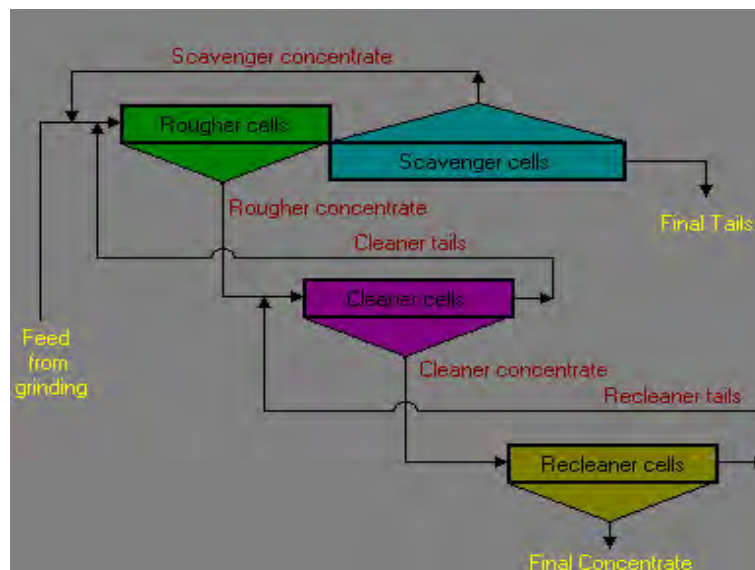 Scavenger concentrate
Rougher cells
Scavenger cells
Rougher concentrate
Final Tails
Cleaner tails
Cleaner cells
Feed
from
grinding
Cleaner concentrate
Recleaner tails
Recleaner cells
Final Concentrate